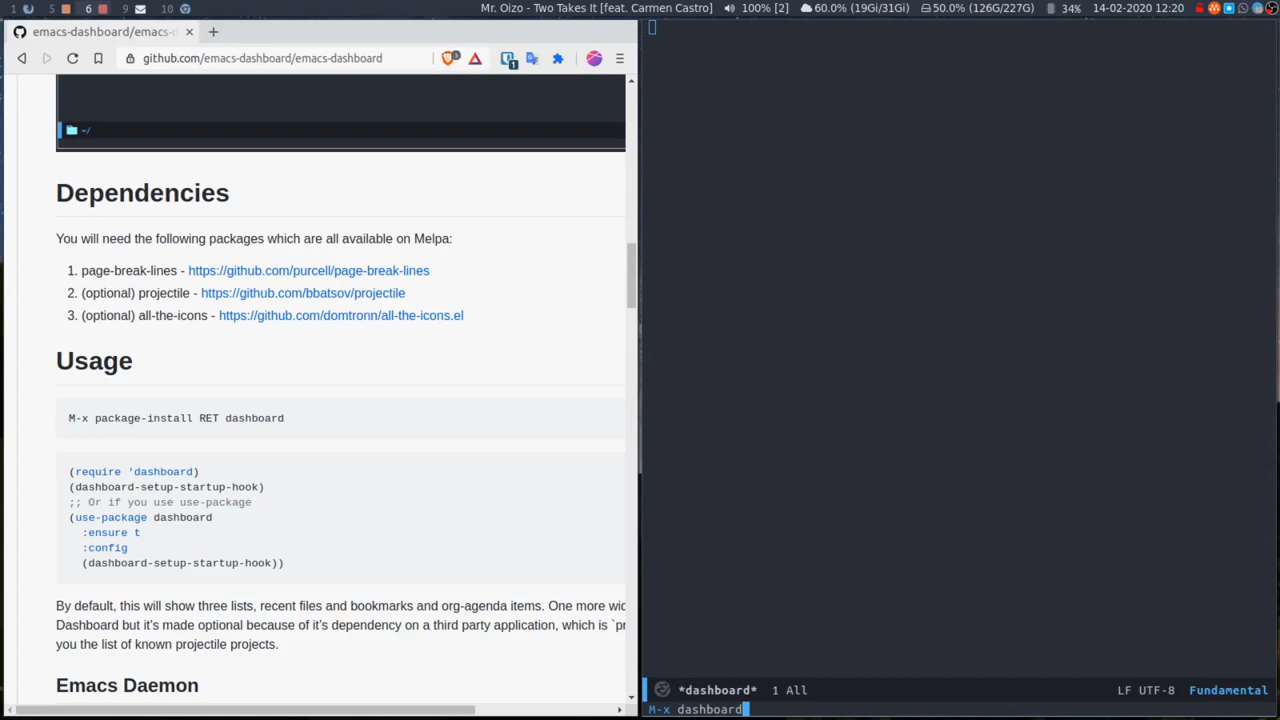 1 5 6 9 10 Mr. Oizo - Two Takes It [feat. Carmen Castro] 100% [2] 60.0% (19Gi/31Gi) 50.0% (126G/227G) 34% 14-02-2020 12:20
emacs-dashboard/emacs-d
github.com/emacs-dashboard/emacs-dashboard
~/
Dependencies
You will need the following packages which are all available on Melpa:
1. page-break-lines - https://github.com/purcell/page-break-lines
2. (optional) projectile - https://github.com/bbatsov/projectile
3. (optional) all-the-icons - https://github.com/domtronn/all-the-icons.el
Usage
M-x package-install RET dashboard
(require 'dashboard)
(dashboard-setup-startup-hook)
;; Or if you use use-package
(use-package dashboard
:ensure t
:config
(dashboard-setup-startup-hook))
By default, this will show three lists, recent files and bookmarks and org-agenda items. One more wid
Dashboard but it's made optional because of it's dependency on a third party application, which is `pr
you the list of known projectile projects.
Emacs Daemon
*dashboard* 1 All LF UTF-8 Fundamental
M-x dashboard